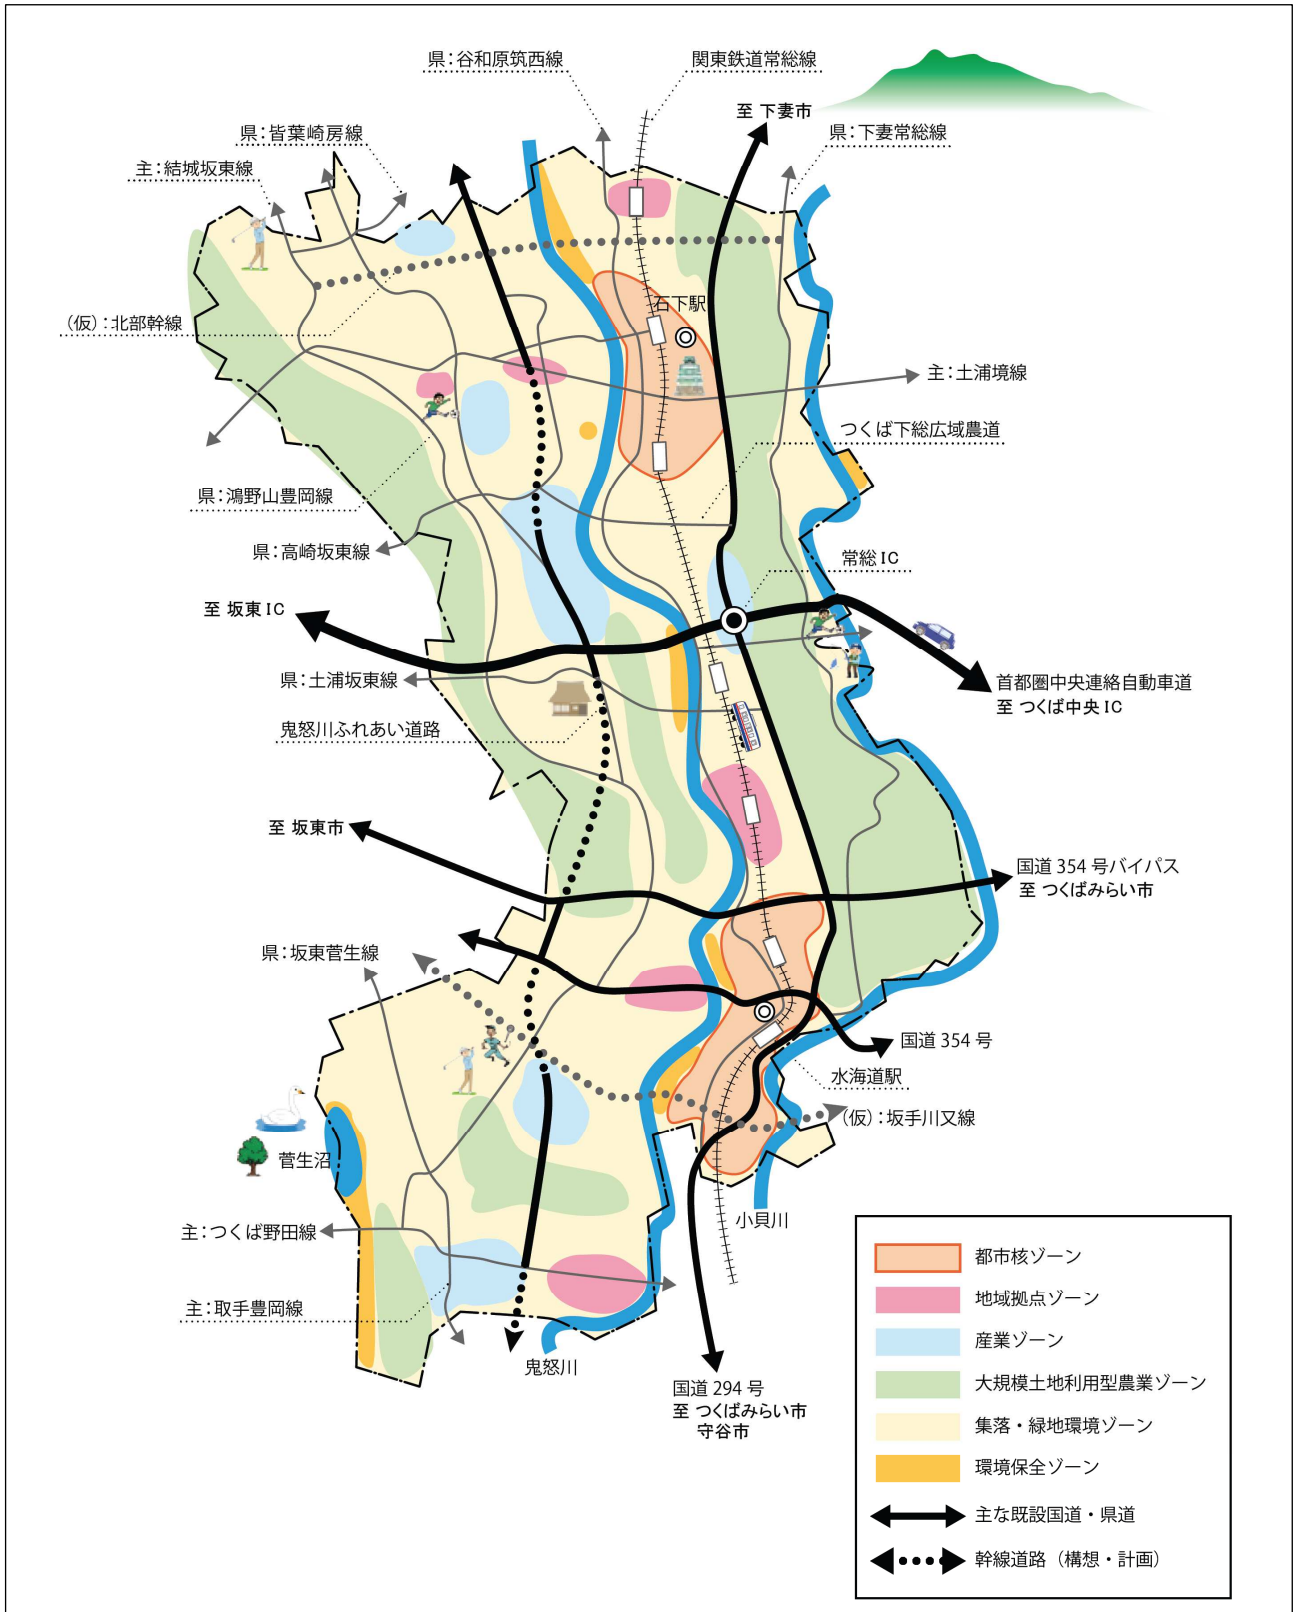 県：谷和原筑西線
関東鉄道常総線
至 下妻市
県：皆葉崎房線
県：下妻常総線
主：結城坂東線
石下駅
（仮）：北部幹線
主：土浦境線
つくば下総広域農道
県：鴻野山豊岡線
県：高崎坂東線
常総 IC
至 坂東 IC
県：土浦坂東線
首都圏中央連絡自動車道
至 つくば中央 IC
鬼怒川ふれあい道路
至 坂東市
国道 354 号バイパス
至 つくばみらい市
県：坂東菅生線
国道 354 号
水海道駅
（仮）：坂手川又線
菅生沼
小貝川
主：つくば野田線
主：取手豊岡線
鬼怒川
国道 294 号
至 つくばみらい市
守谷市
都市核ゾーン
地域拠点ゾーン
産業ゾーン
大規模土地利用型農業ゾーン
集落・緑地環境ゾーン
環境保全ゾーン
主な既設国道・県道
幹線道路（構想・計画）